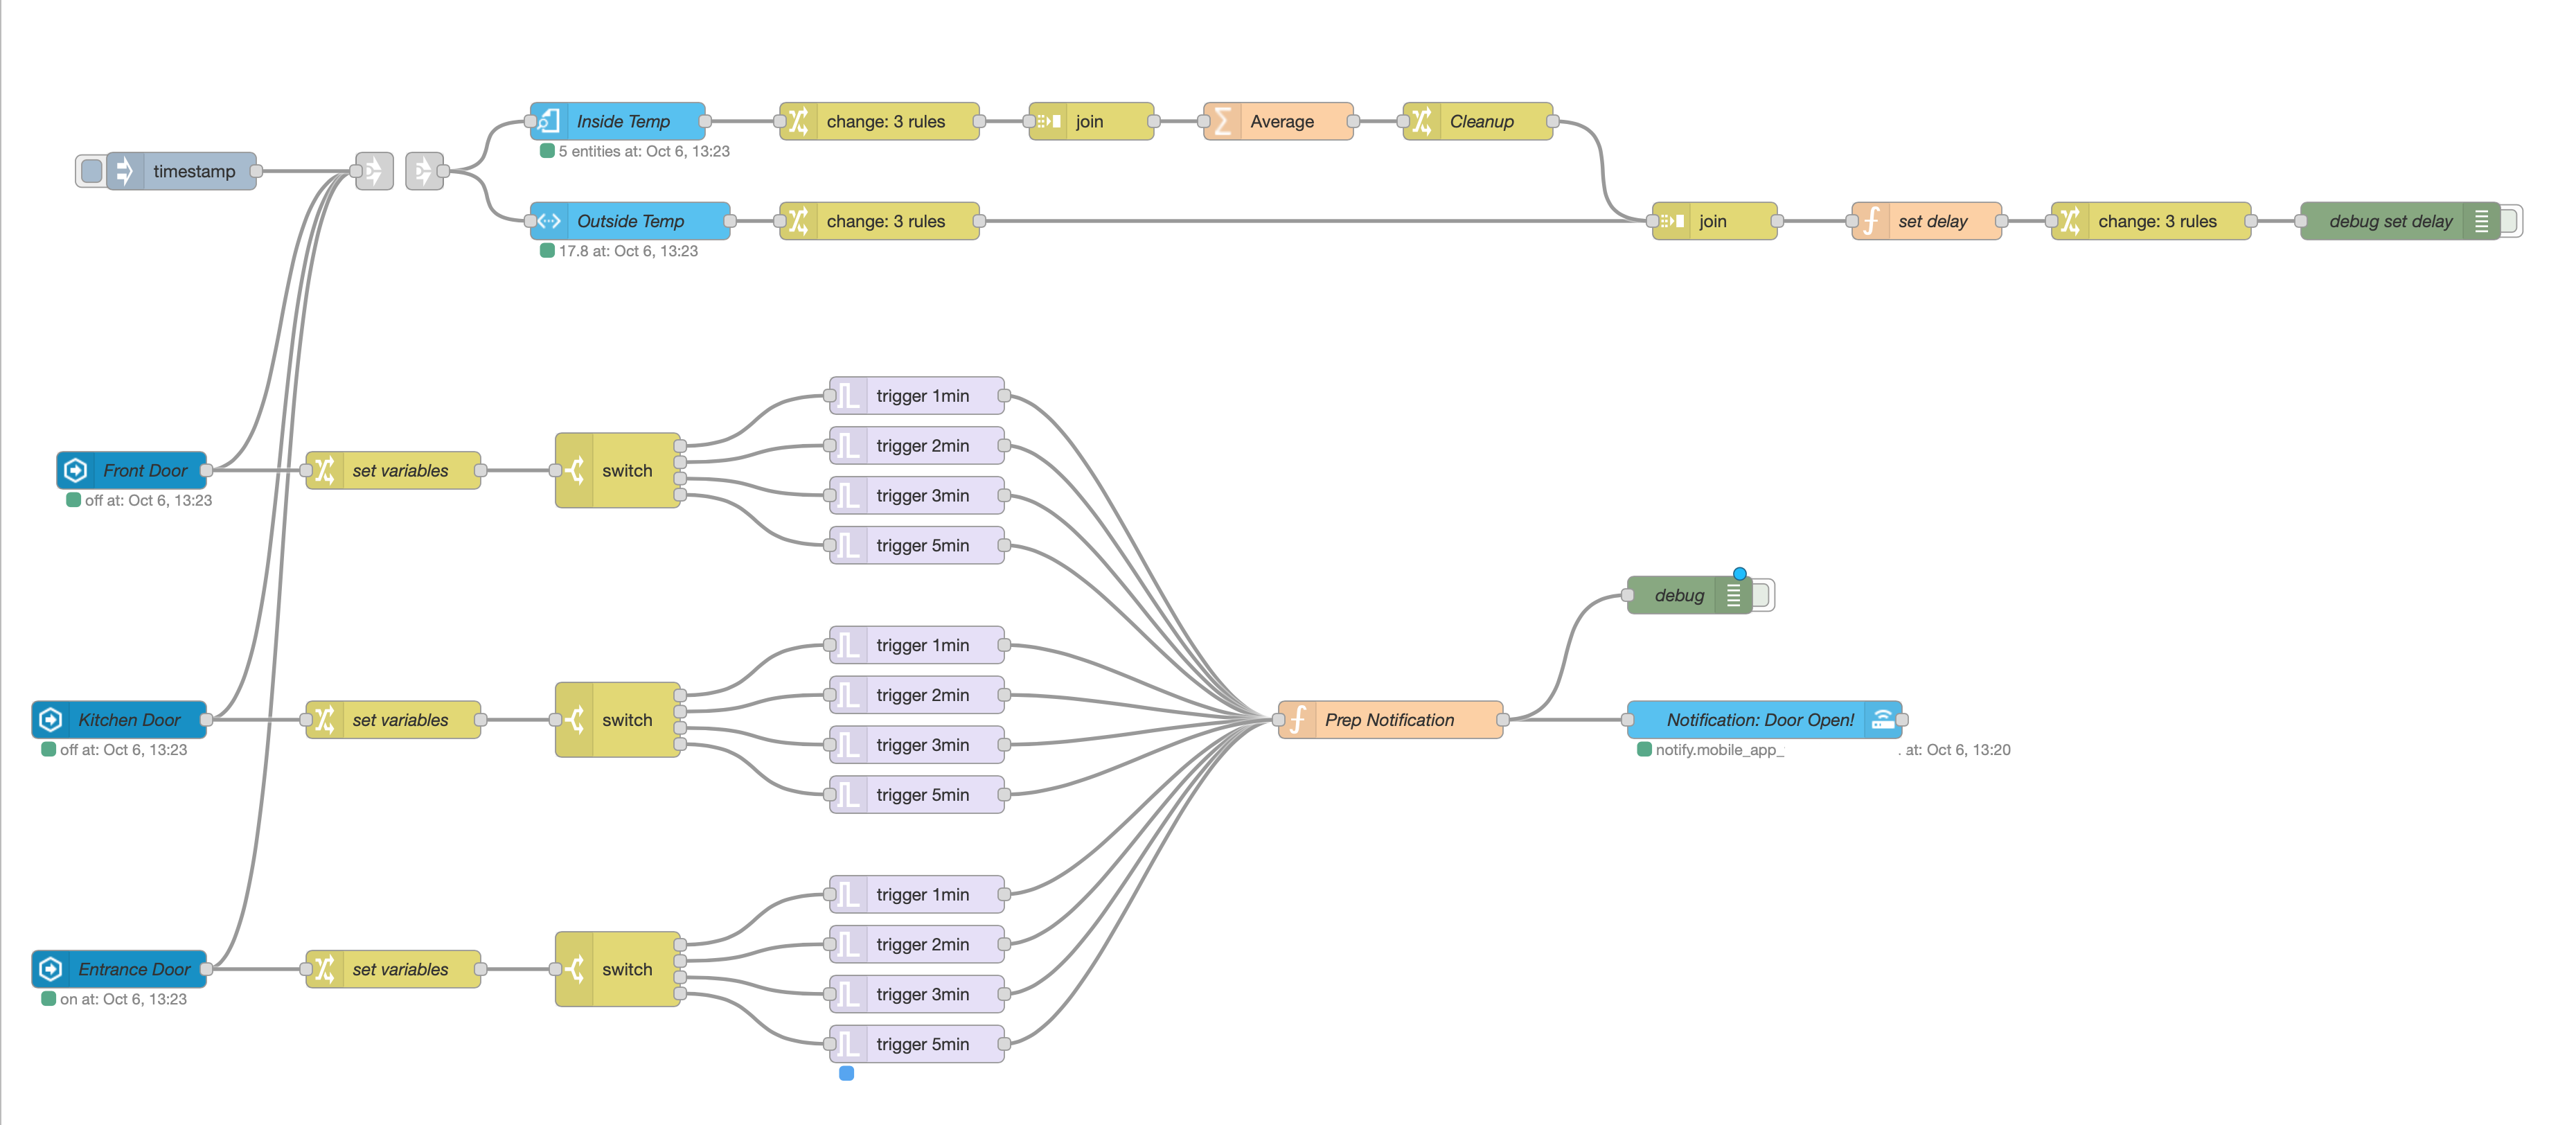 Inside Temp
change: 3 rules
join
Average
Cleanup
5 entities at: Oct 6, 13:23
timestamp
Outside Temp
change: 3 rules
join
set delay
change: 3 rules
debug set delay
17.8 at: Oct 6, 13:23
trigger 1min
trigger 2min
Front Door
set variables
switch
off at: Oct 6, 13:23
trigger 3min
trigger 5min
debug
trigger 1min
trigger 2min
Kitchen Door
set variables
switch
Prep Notification
Notification: Door Open!
off at: Oct 6, 13:23
trigger 3min
notify.mobile_app_ . at: Oct 6, 13:20
trigger 5min
trigger 1min
trigger 2min
Entrance Door
set variables
switch
on at: Oct 6, 13:23
trigger 3min
trigger 5min